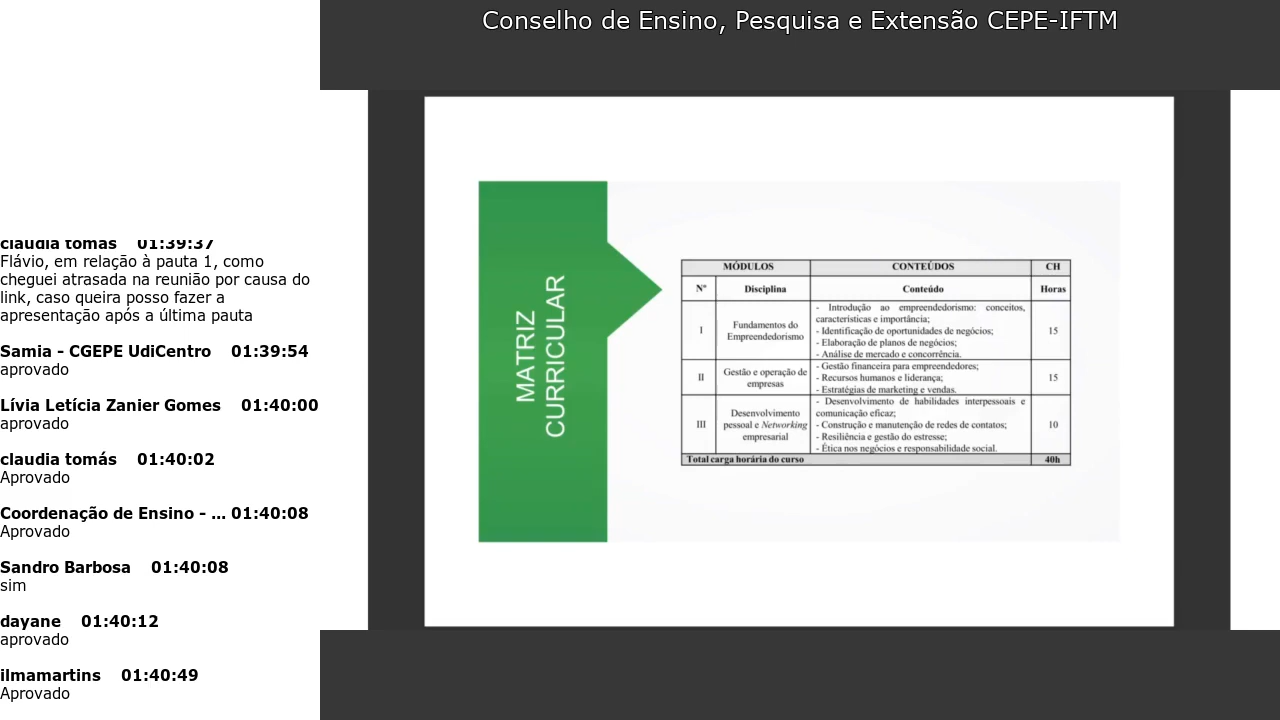 Conselho de Ensino, Pesquisa e Extensão CEPE-IFTM
claudia tomás 01:39:37
Flávio, em relação à pauta 1, como
cheguei atrasada na reunião por causa do
link, caso queira posso fazer a
apresentação após a última pauta
Samia - CGEPE UdiCentro 01:39:54
aprovado
Lívia Letícia Zanier Gomes 01:40:00
aprovado
claudia tomás 01:40:02
Aprovado
Coordenação de Ensino - ... 01:40:08
Aprovado
Sandro Barbosa 01:40:08
sim
dayane 01:40:12
aprovado
ilmamartins 01:40:49
Aprovado
MATRIZ
CURRICULAR
MÓDULOS CONTEÚDOS CH
Nº Disciplina Conteúdo Horas
I
Fundamentos do
Empreendedorismo
- Introdução ao empreendedorismo: conceitos,
características e importância;
- Identificação de oportunidades de negócios;
- Elaboração de planos de negócios;
- Análise de mercado e concorrência.
15
II
Gestão e operação de
empresas
- Gestão financeira para empreendedores;
- Recursos humanos e liderança;
- Estratégias de marketing e vendas.
15
III
Desenvolvimento
pessoal e Networking
empresarial
- Desenvolvimento de habilidades interpessoais e
comunicação eficaz;
- Construção e manutenção de redes de contatos;
- Resiliência e gestão do estresse;
- Ética nos negócios e responsabilidade social.
10
Total carga horária do curso 40h